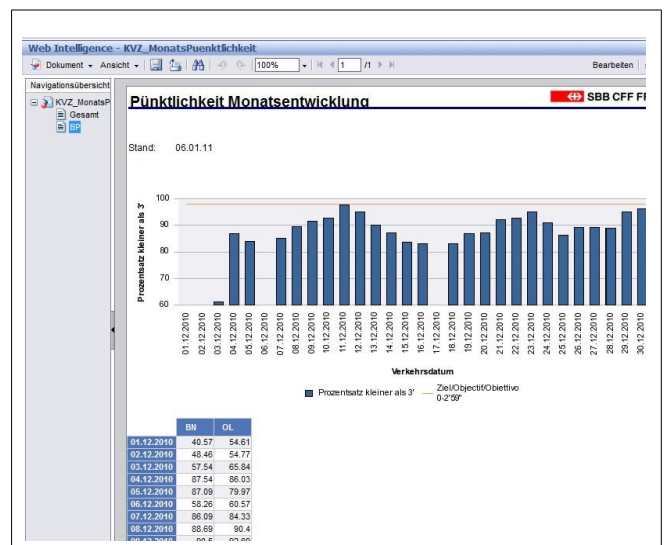 Web Intelligence - KVZ_MonatsPuenktlichkeit
Dokument Ansicht 100% 1 /1 Bearbeiten
Navigationsübersicht
KVZ_MonatsP
Gesamt
BP
Pünktlichkeit Monatsentwicklung
SBB CFF FF
Stand: 06.01.11
Prozentsatz kleiner als 3'
100
90
80
70
60
01.12.2010
02.12.2010
03.12.2010
04.12.2010
05.12.2010
06.12.2010
07.12.2010
08.12.2010
09.12.2010
10.12.2010
11.12.2010
12.12.2010
13.12.2010
14.12.2010
15.12.2010
16.12.2010
17.12.2010
18.12.2010
19.12.2010
20.12.2010
21.12.2010
22.12.2010
23.12.2010
24.12.2010
25.12.2010
26.12.2010
27.12.2010
28.12.2010
29.12.2010
30.12.2010
Verkehrsdatum
Prozentsatz kleiner als 3'
Ziel/Objectif/Obiettivo
0-2'59"
BN OL
01.12.2010 40.57 54.61
02.12.2010 48.46 54.77
03.12.2010 57.54 65.84
04.12.2010 87.54 86.03
05.12.2010 87.09 79.97
06.12.2010 58.26 60.57
07.12.2010 86.09 84.33
08.12.2010 88.69 90.4
09.12.2010 90.5 92.69